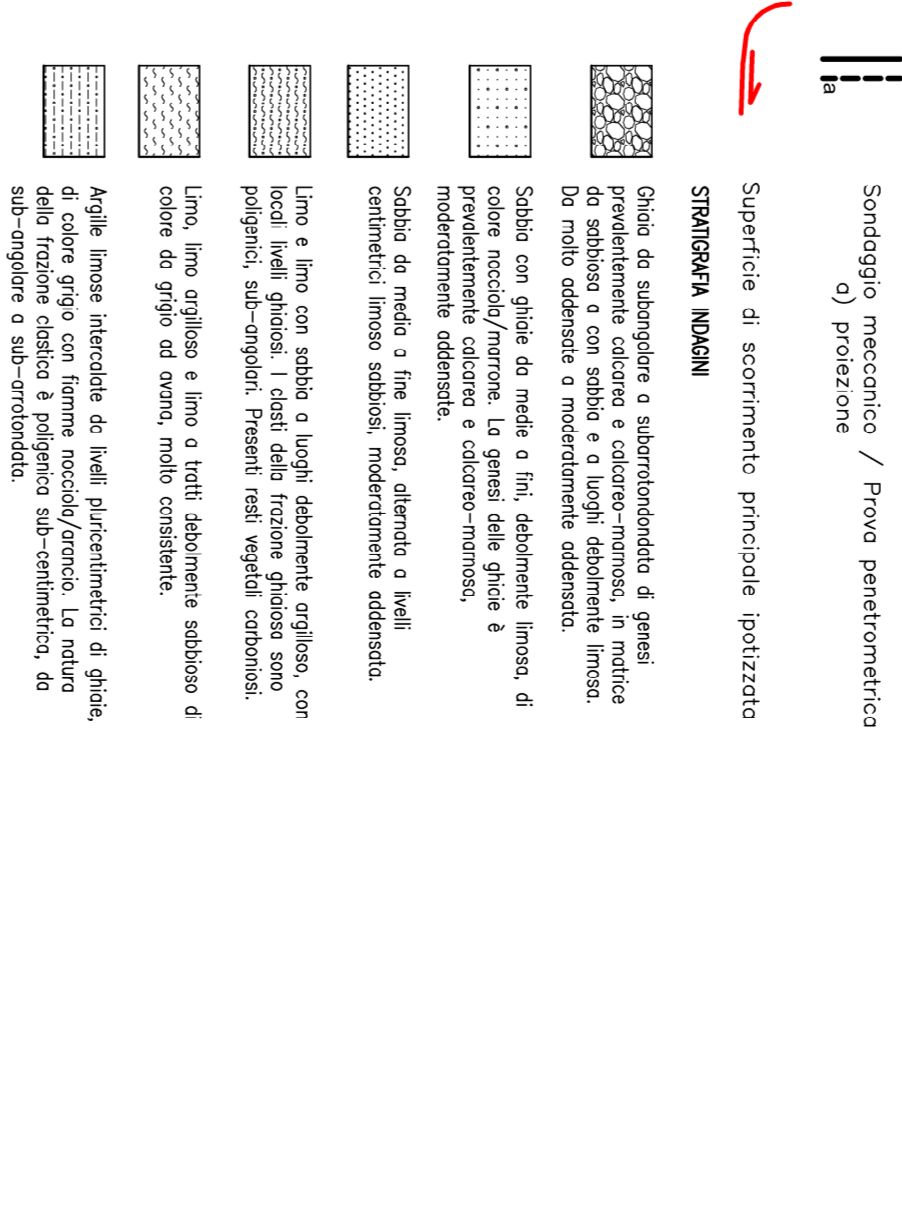 a
Sondaggio meccanico / Prova penetrometrica
a) proiezione
Superficie di scorrimento principale ipotizzata
STRATIGRAFIA INDAGINI
Ghiaia da subangolare a subarrotondondata di genesi
prevalentemente calcarea e calcareo-marnosa, in matrice
da sabbiosa a con sabbia e a luoghi debolmente limosa.
Da molto addensate a moderatamente addensata.
Sabbia con ghiaie da medie a fini, debolmente limosa, di
colore nocciola/marrone. La genesi delle ghiaie è
prevalentemente calcarea e calcareo-marnosa,
moderatamente addensate.
Sabbia da media a fine limosa, alternata a livelli
centimetrici limoso sabbiosi, moderatamente addensata.
Limo e limo con sabbia a luoghi debolmente argilloso, con
locali livelli ghiaiosi. I clasti della frazione ghiaiosa sono
poligenici, sub-angolari. Presenti resti vegetali carboniosi.
Limo, limo argilloso e limo a tratti debolmente sabbioso di
colore da grigio ad avana, molto consistente.
Argille limose intercalate da livelli pluricentimetrici di ghiaie,
di colore grigio con fiamme nocciola/arancio. La natura
della frazione clastica è poligenica sub-centimetrica, da
sub-angolare a sub-arrotondata.